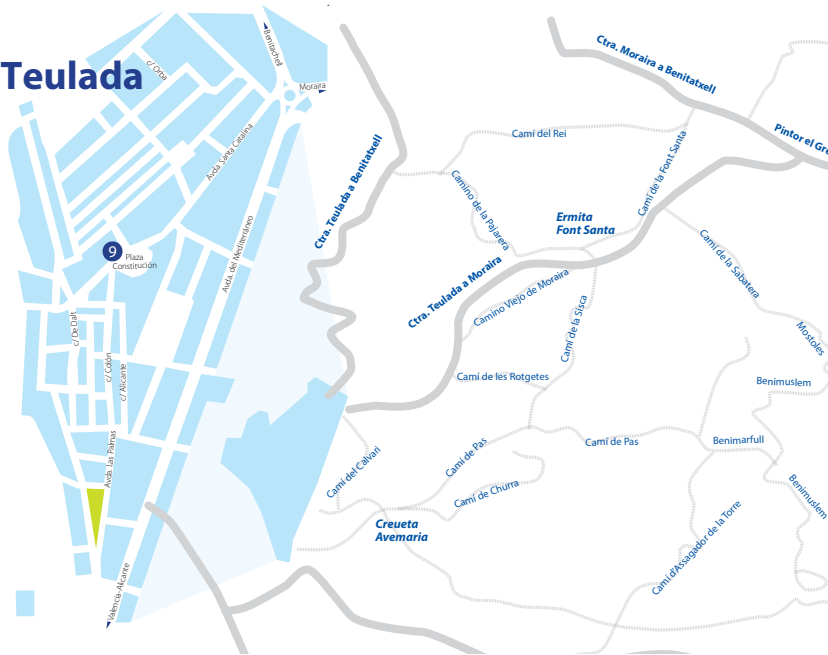 Teulada
Benitachell
Moraira
c/ Orba
Avda. Santa Catalina
Avda. del Mediterráneo
9
Plaza
Constitución
c/ De Dalt
c/ Colón
c/ Alicante
Avda. Las Palmas
Valencia-Alicante
Ctra. Teulada a Benitatxell
Ctra. Moraira a Benitatxell
Pintor el Gre
Camí del Rei
Camí de la Font Santa
Camino de la Pajarera
Ermita
Font Santa
Ctra. Teulada a Moraira
Camino Viejo de Moraira
Camí de la Sisca
Camí de la Sabatera
Mostoles
Camí de les Rotgetes
Benimuslem
Camí de Pas
Camí de Pas
Benimarfull
Camí del Calvari
Camí de Churra
Benimuslem
Creueta
Avemaria
Camí d'Assagador de la Torre